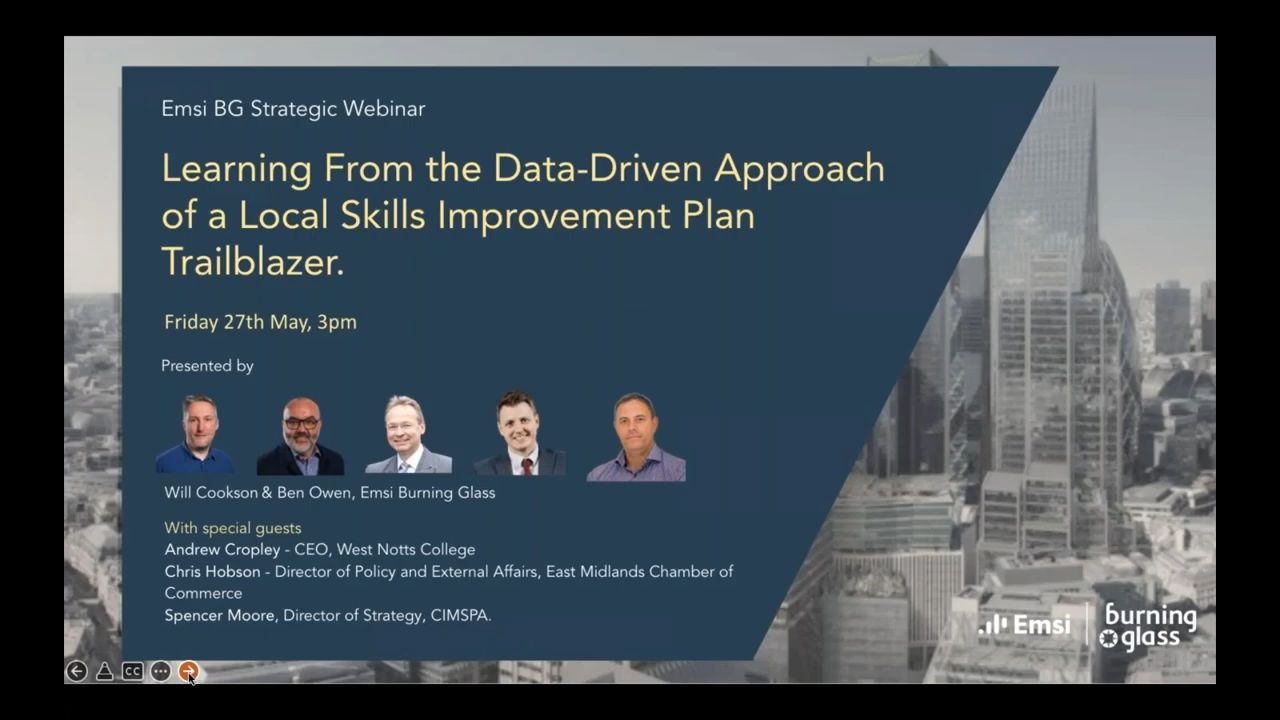 Emsi BG Strategic Webinar
Learning From the Data-Driven Approach
of a Local Skills Improvement Plan
Trailblazer.
Friday 27th May, 3pm
Presented by
Will Cookson & Ben Owen, Emsi Burning Glass
With special guests
Andrew Cropley - CEO, West Notts College
Chris Hobson - Director of Policy and External Affairs, East Midlands Chamber of
Commerce
Spencer Moore, Director of Strategy, CIMSPA.
Emsi
burning
glass
CC